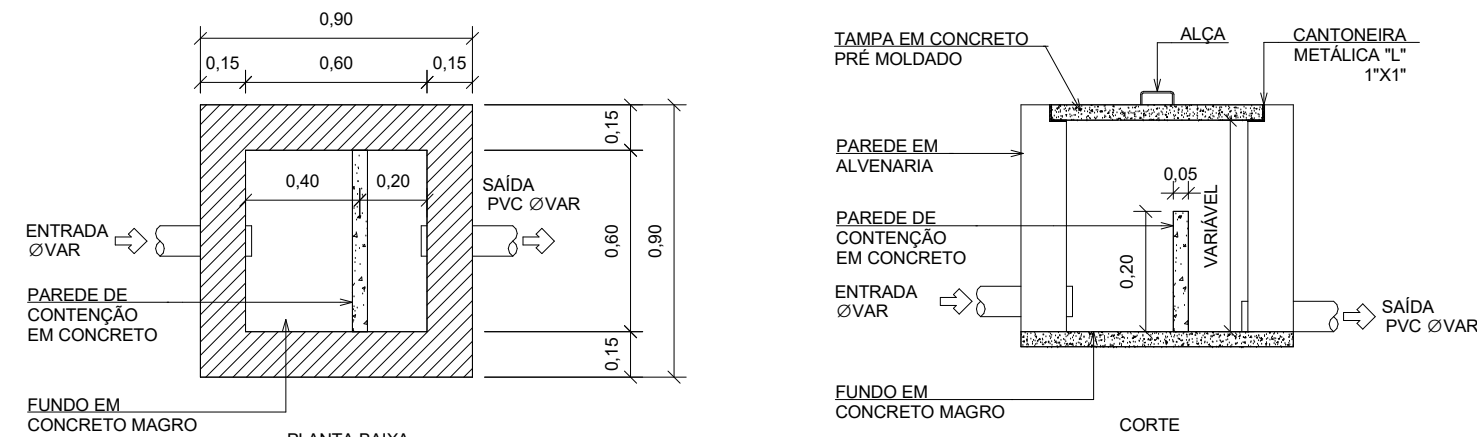 0,90
0,15
0,60
0,15
0,15
0,60
0,90
0,15
0,40
0,20
SAÍDA
PVC ∅VAR
ENTRADA
∅VAR
PAREDE DE
CONTENÇÃO
EM CONCRETO
FUNDO EM
CONCRETO MAGRO
PLANTA BAIXA
TAMPA EM CONCRETO
PRÉ MOLDADO
ALÇA
CANTONEIRA
METÁLICA "L"
1"X1"
PAREDE EM
ALVENARIA
0,05
VARIÁVEL
PAREDE DE
CONTENÇÃO
EM CONCRETO
0,20
ENTRADA
∅VAR
SAÍDA
PVC ∅VAR
FUNDO EM
CONCRETO MAGRO
CORTE